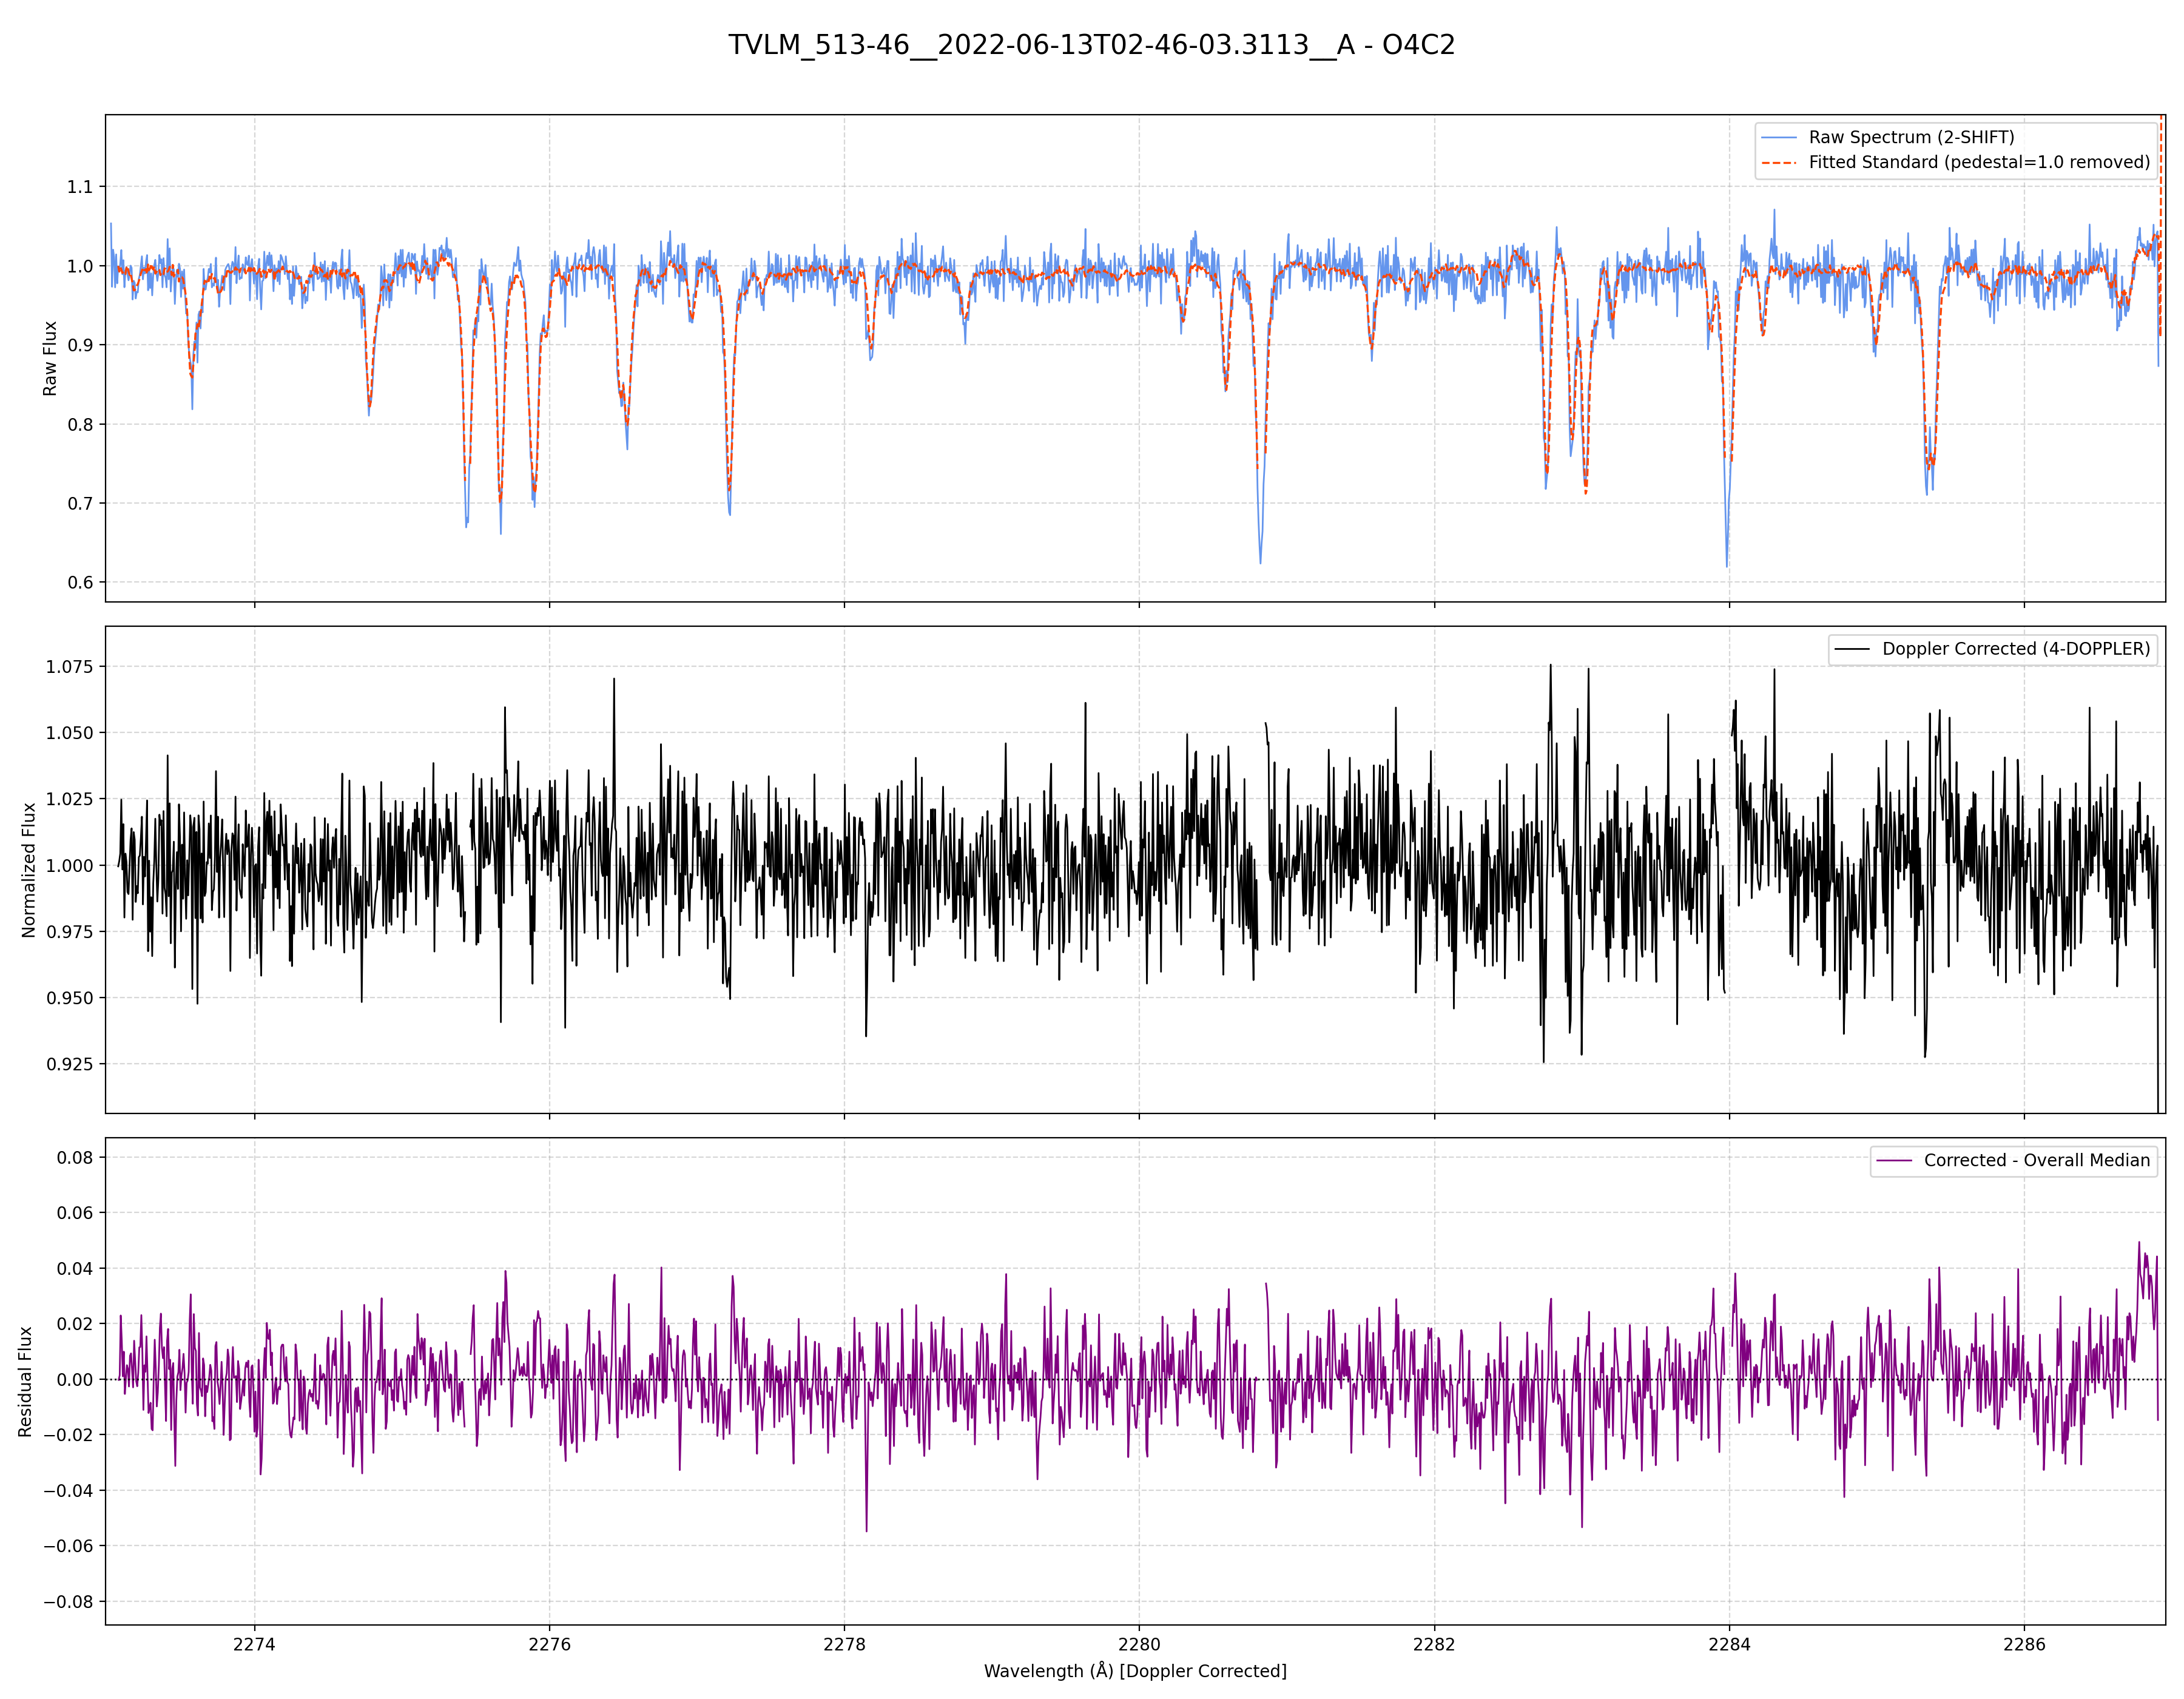 TVLM_513-46__2022-06-13T02-46-03.3113__A - O4C2
Raw Spectrum (2-SHIFT)
Fitted Standard (pedestal=1.0 removed)
Raw Flux
1.1
1.0
0.9
0.8
0.7
0.6
Doppler Corrected (4-DOPPLER)
Normalized Flux
1.075
1.050
1.025
1.000
0.975
0.950
0.925
Corrected - Overall Median
Residual Flux
0.08
0.06
0.04
0.02
0.00
−0.02
−0.04
−0.06
−0.08
2274 2276 2278 2280 2282 2284 2286
Wavelength (Å) [Doppler Corrected]